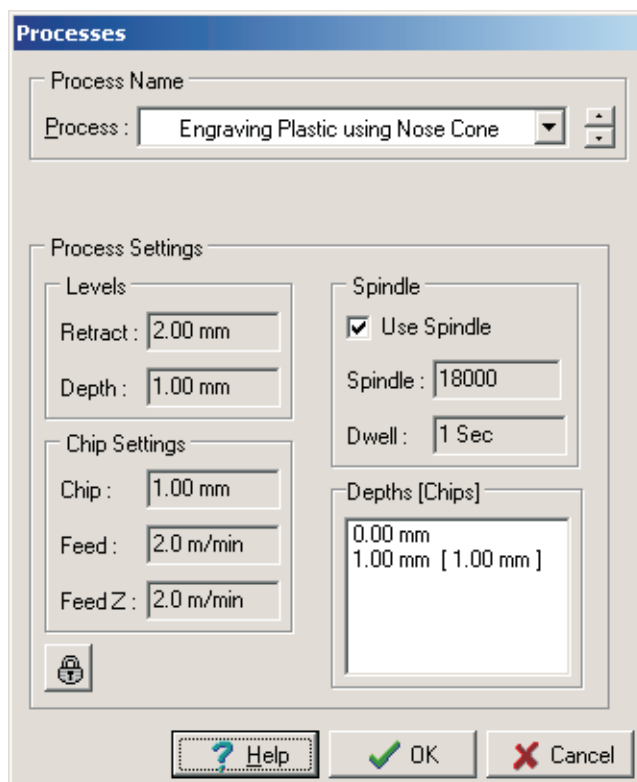 Processes
Process Name
Process : Engraving Plastic using Nose Cone
Process Settings
Levels
Retract : 2.00 mm
Depth : 1.00 mm
Chip Settings
Chip : 1.00 mm
Feed : 2.0 m/min
Feed Z : 2.0 m/min
Spindle
Use Spindle
Spindle : 18000
Dwell : 1 Sec
Depths [Chips]
0.00 mm
1.00 mm [ 1.00 mm ]
? Help OK Cancel